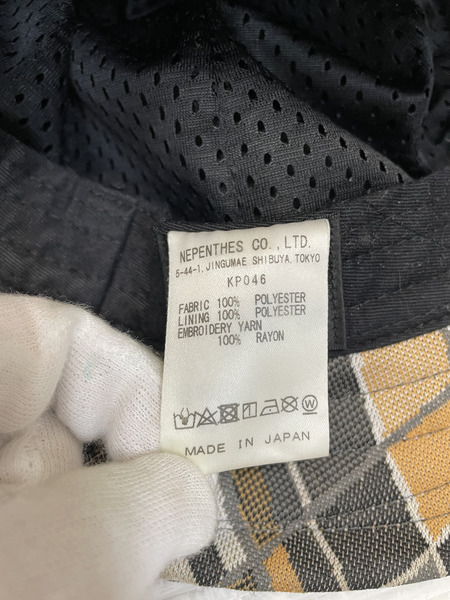 NEPENTHES CO., LTD.
5-44-1, JINGUMAE SHIBUYA, TOKYO
KP046
FABRIC 100% POLYESTER
LINING 100% POLYESTER
EMBROIDERY YARN
100% RAYON
W
MADE IN JAPAN